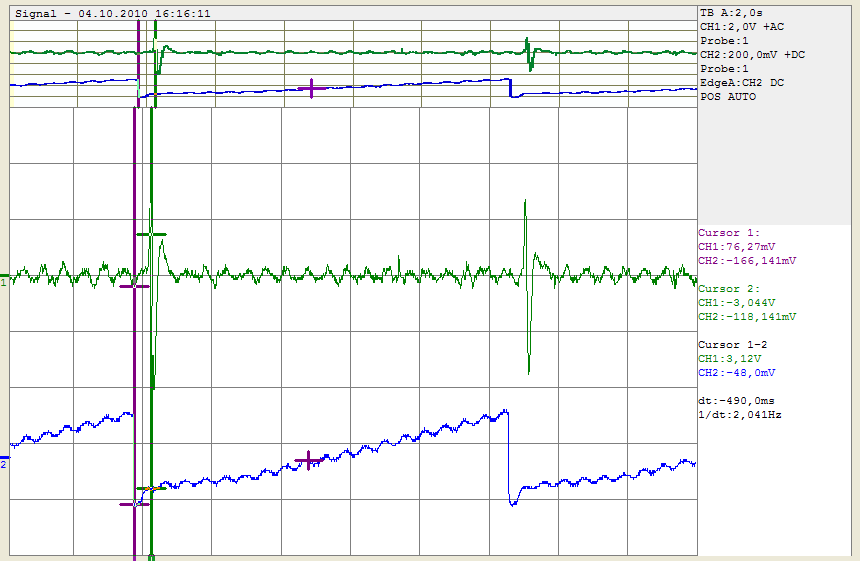 Signal - 04.10.2010 16:16:11
TB A:2,0s
CH1:2,0V +AC
Probe:1
CH2:200,0mV +DC
Probe:1
EdgeA:CH2 DC
POS AUTO
Cursor 1:
CH1:76,27mV
CH2:-166,141mV
Cursor 2:
CH1:-3,044V
CH2:-118,141mV
Cursor 1-2
CH1:3,12V
CH2:-48,0mV
dt:-490,0ms
1/dt:2,041Hz
1
2